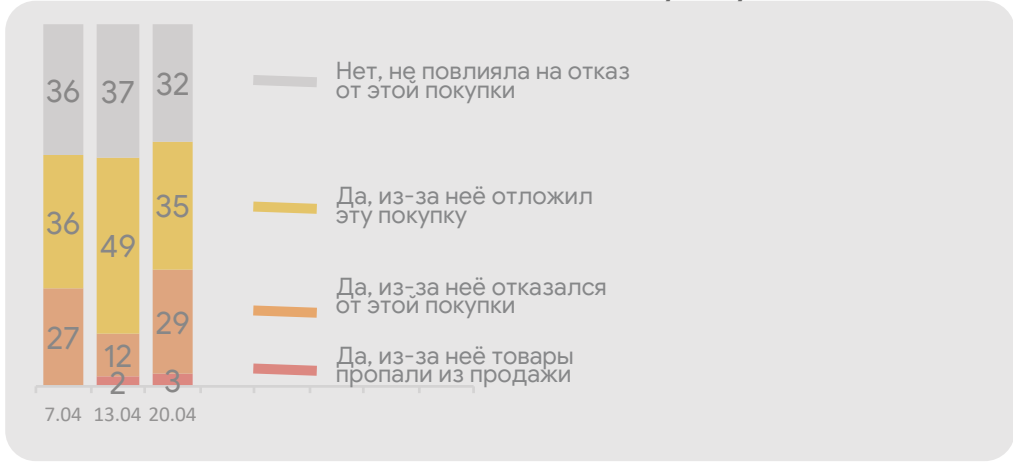 36 37 32
Нет, не повлияла на отказ
от этой покупки
36 49 35
Да, из-за неё отложил
эту покупку
27 12 29
Да, из-за неё отказался
от этой покупки
2 3
Да, из-за неё товары
пропали из продажи
7.04 13.04 20.04